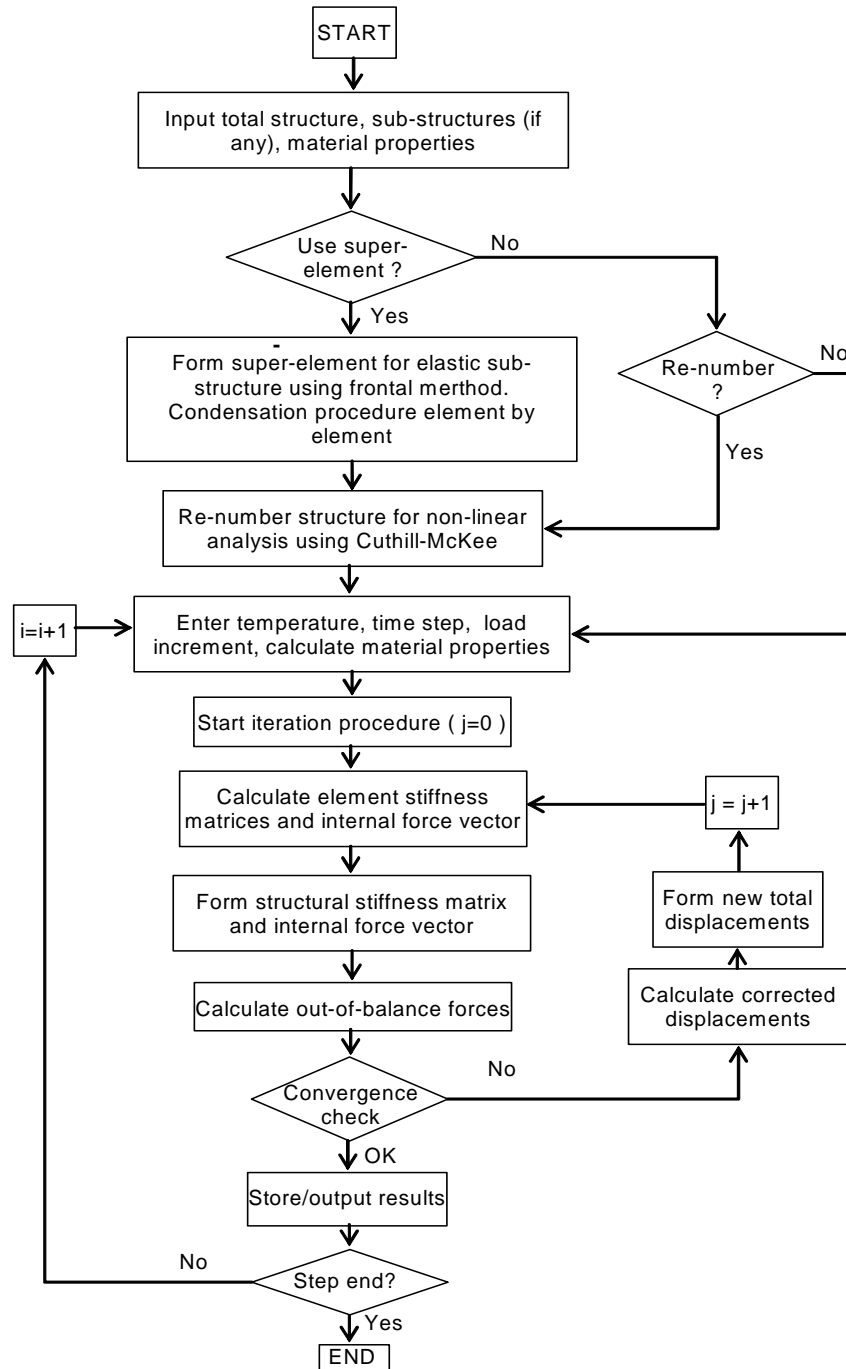 START
Input total structure, sub-structures (if
any), material properties
Use super-
element ?
No
Yes
Form super-element for elastic sub-
structure using frontal merthod.
Condensation procedure element by
element
Re-number
?
No
Yes
Re-number structure for non-linear
analysis using Cuthill-McKee
i=i+1
Enter temperature, time step, load
increment, calculate material properties
Start iteration procedure ( j=0 )
Calculate element stiffness
matrices and internal force vector
j = j+1
Form structural stiffness matrix
and internal force vector
Form new total
displacements
Calculate out-of-balance forces
Calculate corrected
displacements
Convergence
check
No
OK
Store/output results
Step end?
No
Yes
END